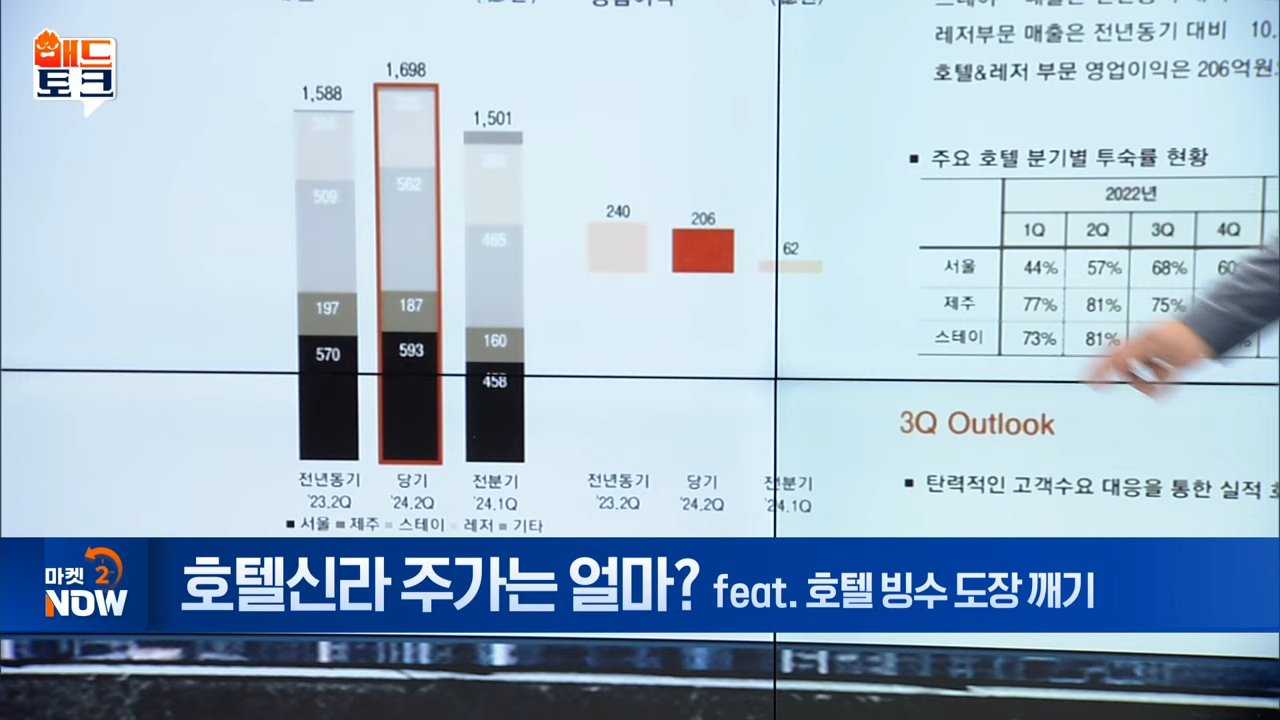 매드
토크
1,588
1,698
1,501
509
562
465
197
187
160
570
593
458
전년동기
당기
전분기
'23.2Q
'24.2Q
'24.1Q
■ 서울 ■ 제주 ■ 스테이 ■ 레저 ■ 기타
240
206
62
전년동기
당기
전분기
'23.2Q
'24.2Q
'24.1Q
레저부문 매출은 전년동기 대비 10.
호텔&레저 부문 영업이익은 206억원
■ 주요 호텔 분기별 투숙률 현황
2022년
1Q 2Q 3Q 4Q
서울 44% 57% 68% 60
제주 77% 81% 75%
스테이 73% 81%
3Q Outlook
■ 탄력적인 고객수요 대응을 통한 실적
마켓 2
NOW
호텔신라 주가는 얼마? feat. 호텔 빙수 도장 깨기